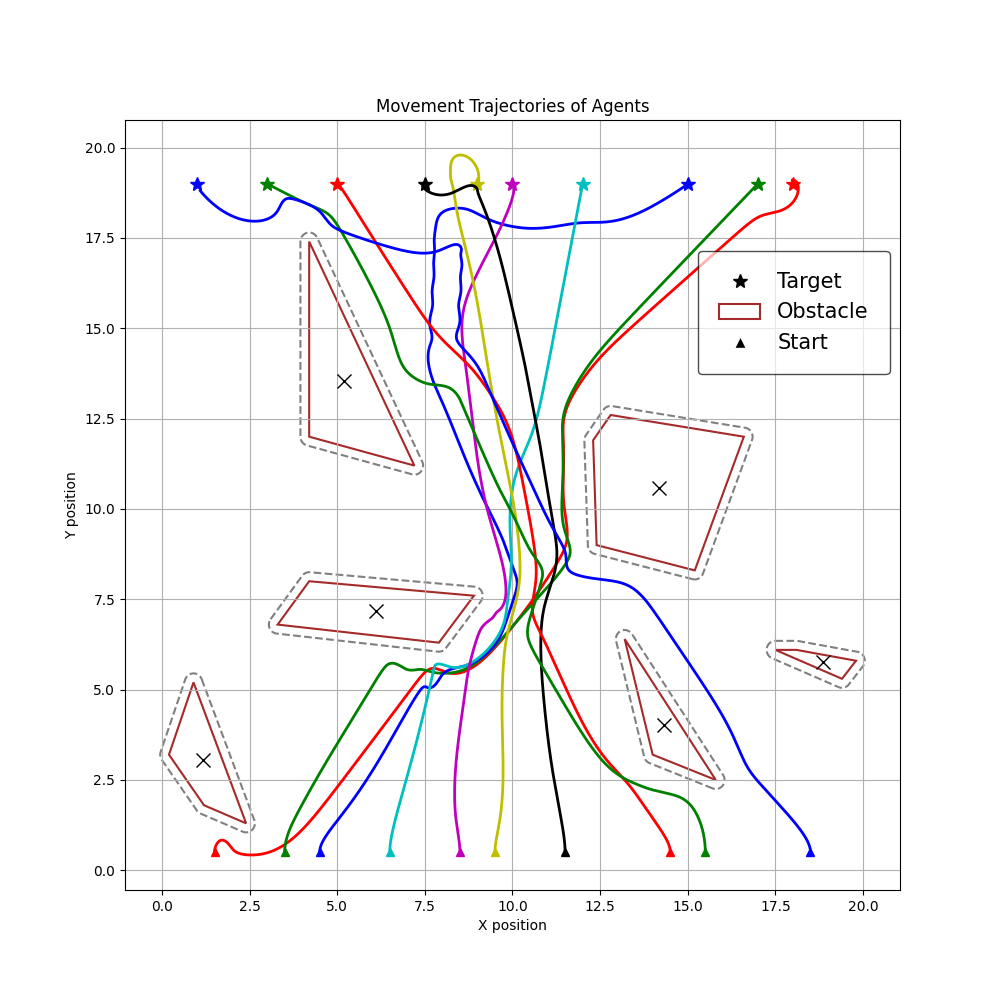 Movement Trajectories of Agents
20.0
17.5
15.0
12.5
10.0
7.5
5.0
2.5
0.0
Y position
Target
Obstacle
Start
0.0 2.5 5.0 7.5 10.0 12.5 15.0 17.5 20.0
X position